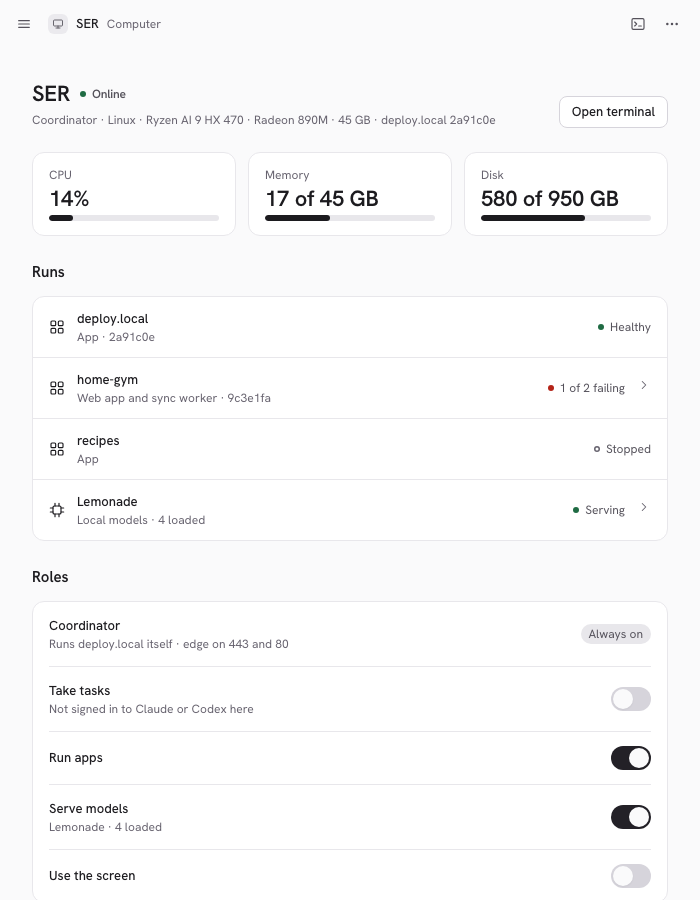 SER Computer
SER Online
Coordinator · Linux · Ryzen AI 9 HX 470 · Radeon 890M · 45 GB · deploy.local 2a91c0e
Open terminal
CPU
14%
Memory
17 of 45 GB
Disk
580 of 950 GB
Runs
deploy.local
App · 2a91c0e
Healthy
home-gym
Web app and sync worker · 9c3e1fa
1 of 2 failing
recipes
App
Stopped
Lemonade
Local models · 4 loaded
Serving
Roles
Coordinator
Runs deploy.local itself · edge on 443 and 80
Always on
Take tasks
Not signed in to Claude or Codex here
Run apps
Serve models
Lemonade · 4 loaded
Use the screen